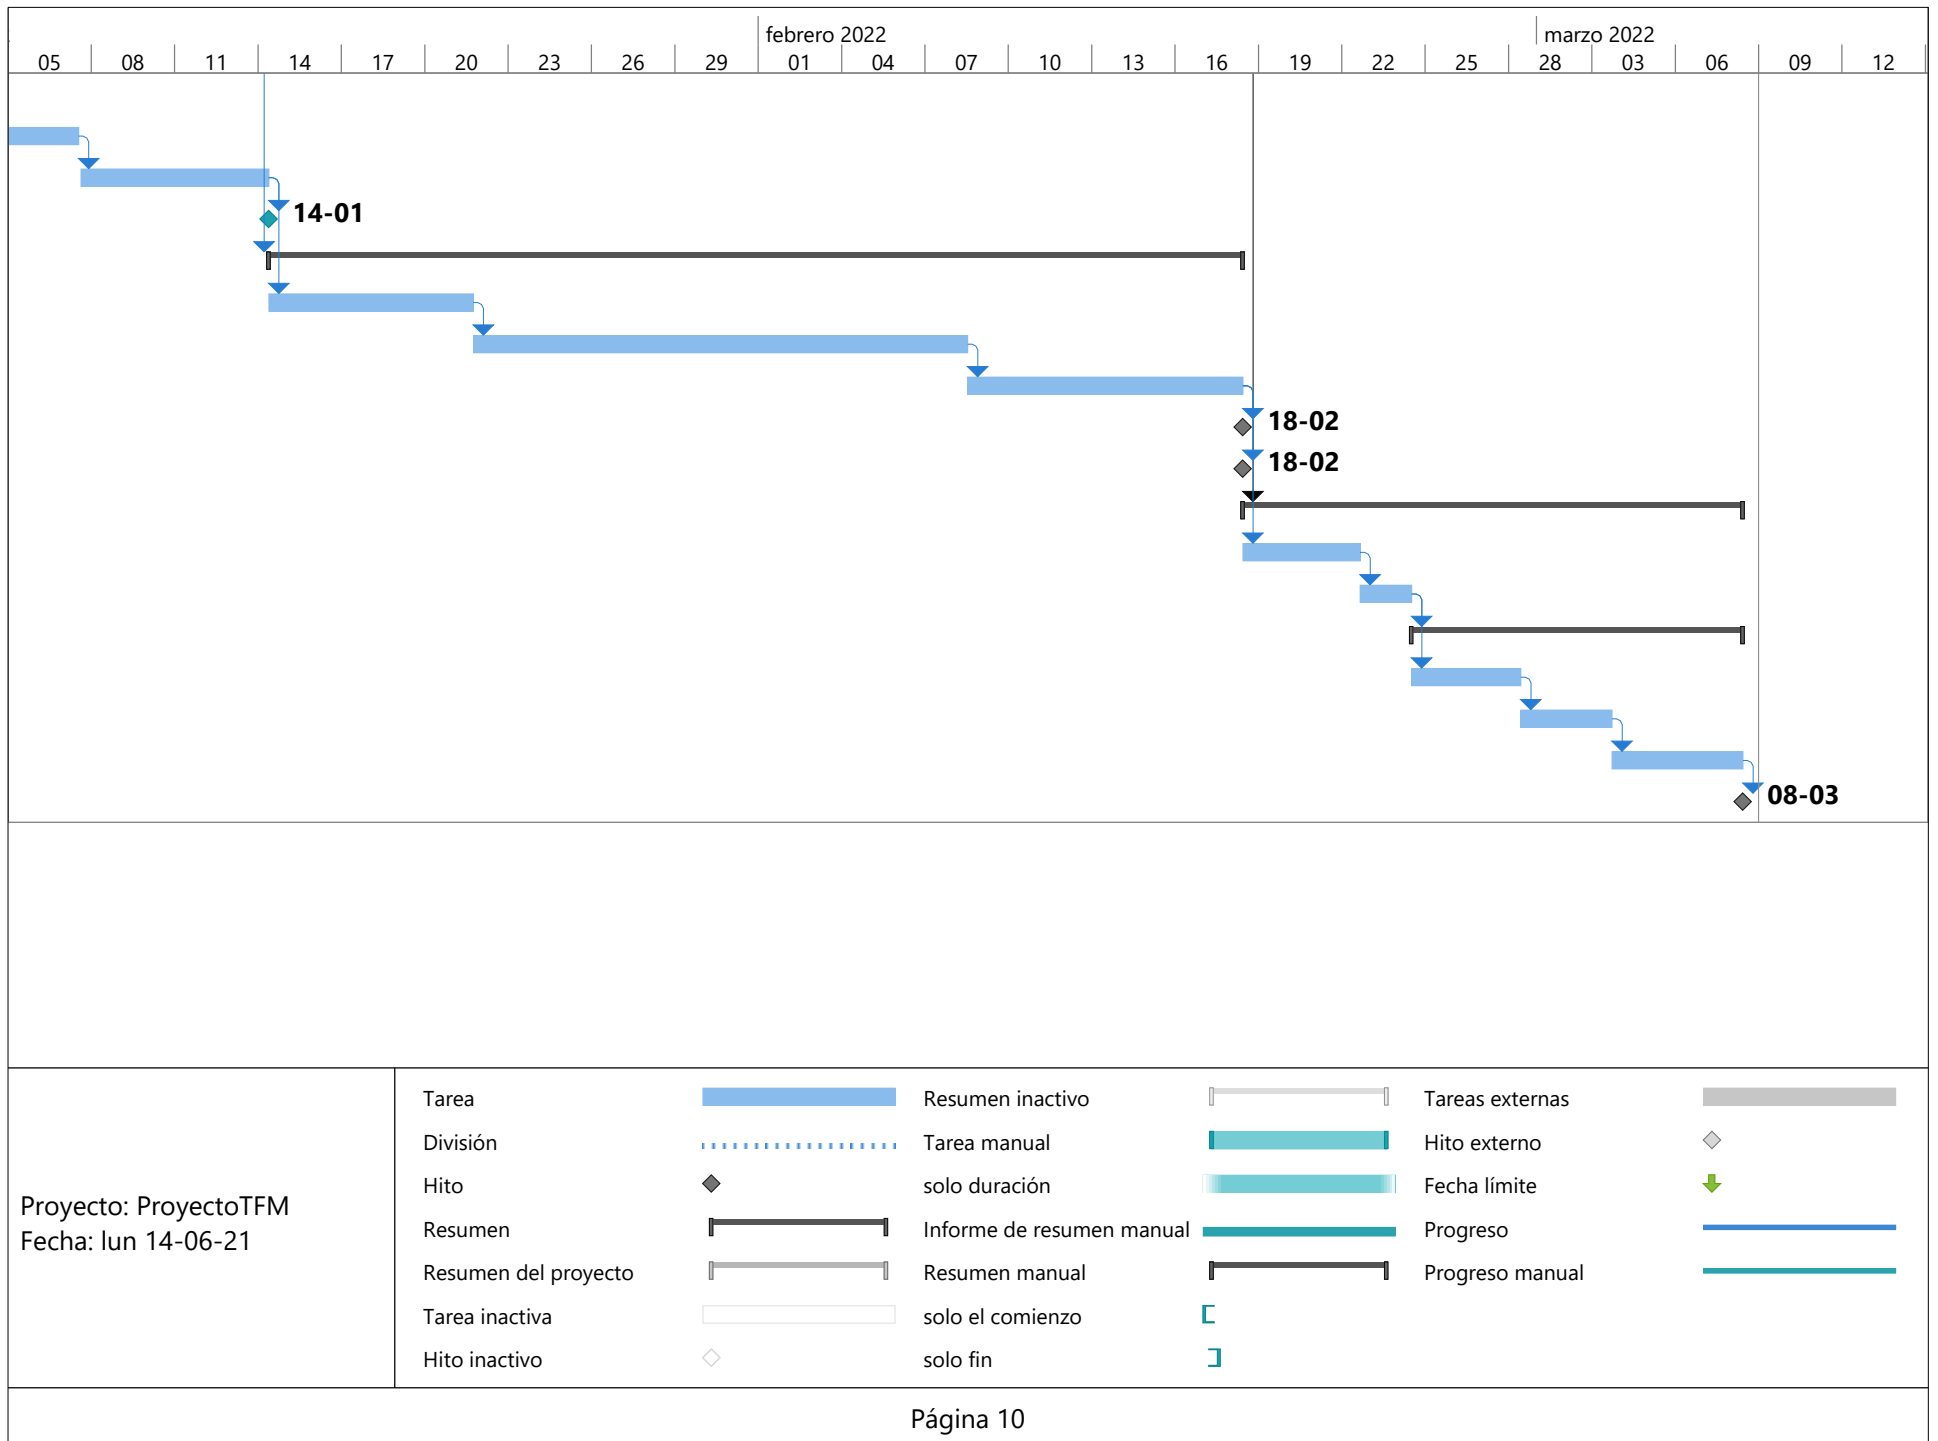 febrero 2022 marzo 2022
05 08 11 14 17 20 23 26 29 01 04 07 10 13 16 19 22 25 28 03 06 09 12
14-01
18-02
18-02
08-03
Proyecto: ProyectoTFM
Fecha: lun 14-06-21
Tarea
División
Hito
Resumen
Resumen del proyecto
Tarea inactiva
Hito inactivo
Resumen inactivo
Tarea manual
solo duración
Informe de resumen manual
Resumen manual
solo el comienzo
solo fin
Tareas externas
Hito externo
Fecha límite
Progreso
Progreso manual
Página 10